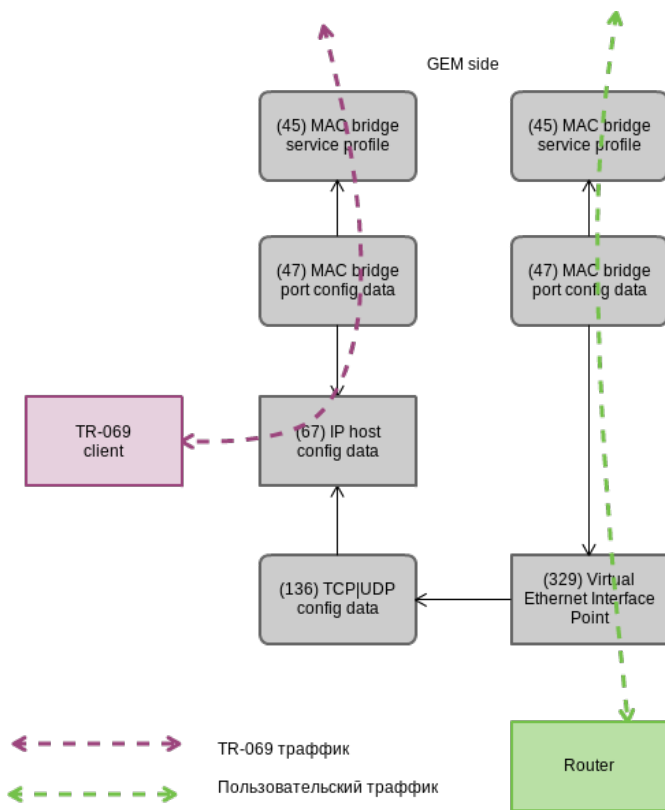 GEM side
(45) MAC bridge
service profile
(45) MAC bridge
service profile
(47) MAC bridge
port config data
(47) MAC bridge
port config data
TR-069
client
(67) IP host
config data
(136) TCP|UDP
config data
(329) Virtual
Ethernet Interface
Point
TR-069 траффик
Пользовательский траффик
Router